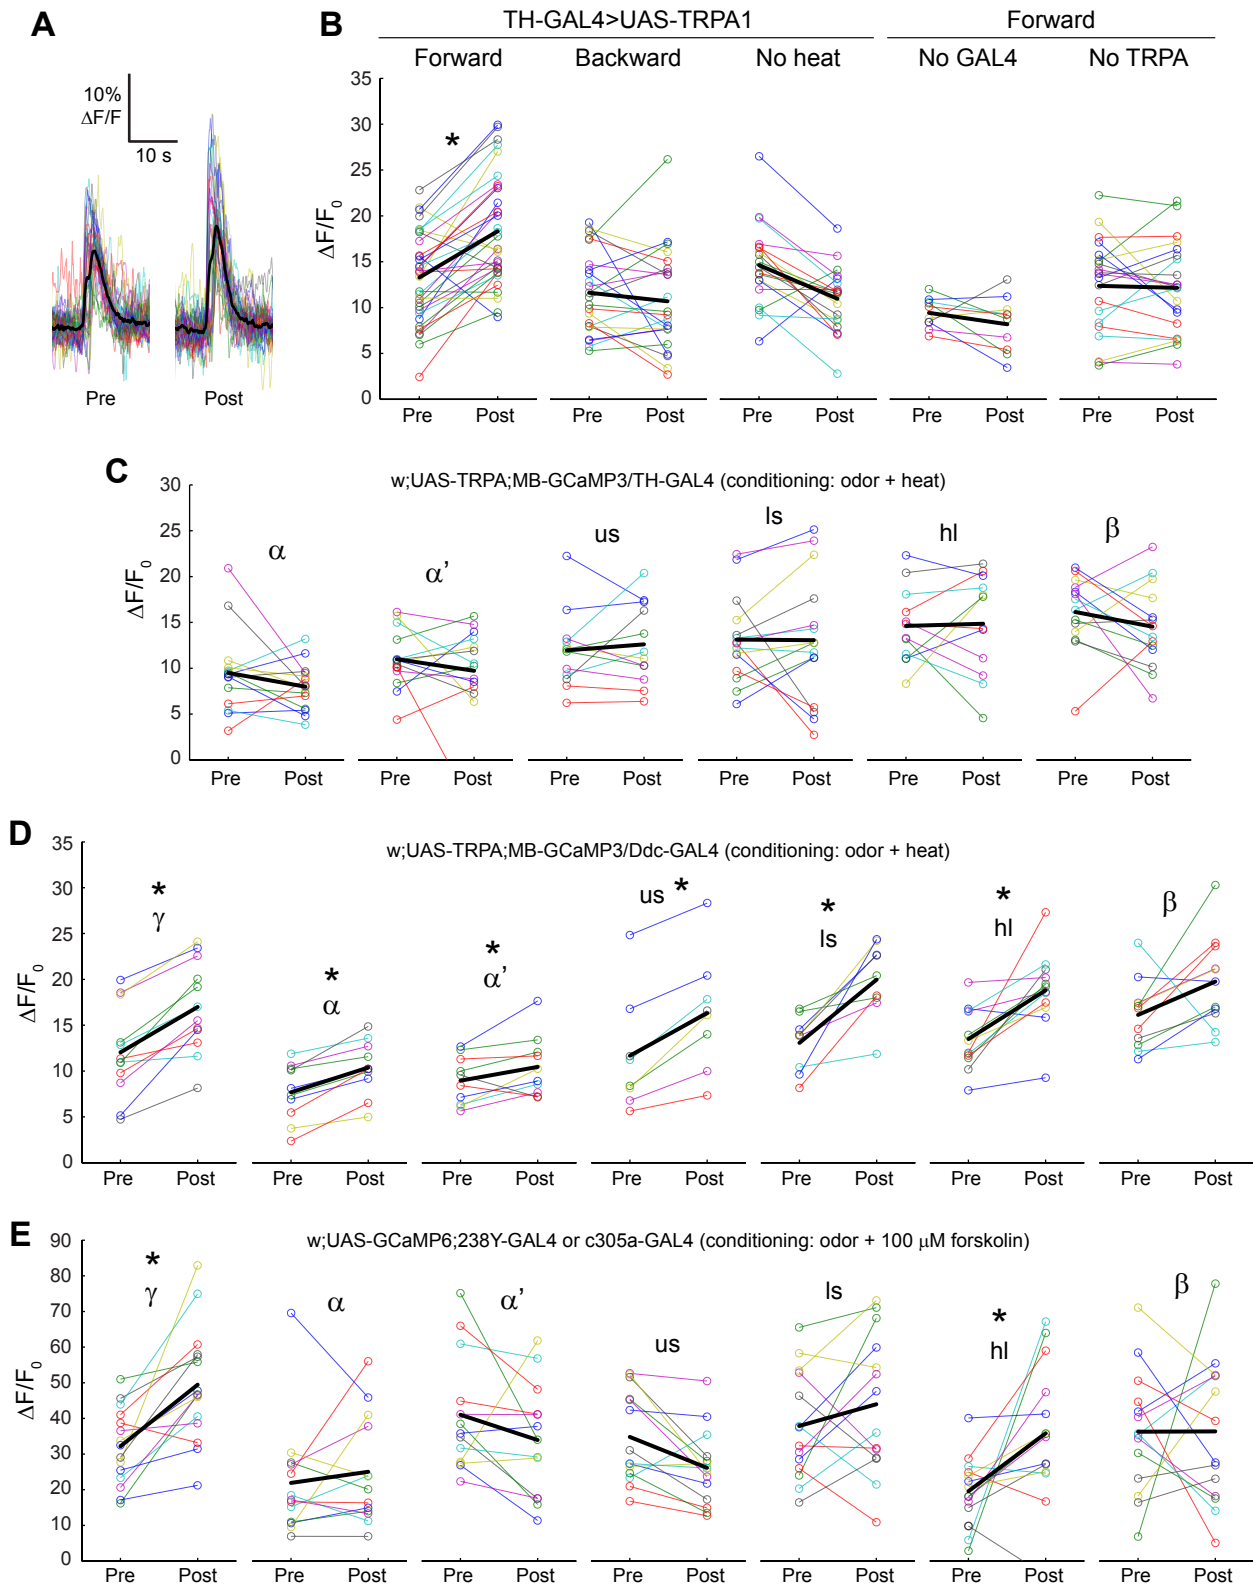 A
10%
ΔF/F
10 s
Pre Post
B
TH-GAL4>UAS-TRPA1 Forward
Forward Backward No heat No GAL4 No TRPA
ΔF/F0
35
30
25
20
15
10
5
0
*
Pre Post Pre Post Pre Post Pre Post Pre Post
C
w;UAS-TRPA;MB-GCaMP3/TH-GAL4 (conditioning: odor + heat)
ΔF/F0
30
25
20
15
10
5
0
α α’ us ls hl β
Pre Post Pre Post Pre Post Pre Post Pre Post Pre Post
D
w;UAS-TRPA;MB-GCaMP3/Ddc-GAL4 (conditioning: odor + heat)
ΔF/F0
35
30
25
20
15
10
5
0
* * * * * *
γ α α’ us ls hl β
Pre Post Pre Post Pre Post Pre Post Pre Post Pre Post Pre Post
E
w;UAS-GCaMP6;238Y-GAL4 or c305a-GAL4 (conditioning: odor + 100 μM forskolin)
ΔF/F0
90
80
70
60
50
40
30
20
10
0
* *
γ α α’ us ls hl β
Pre Post Pre Post Pre Post Pre Post Pre Post Pre Post Pre Post